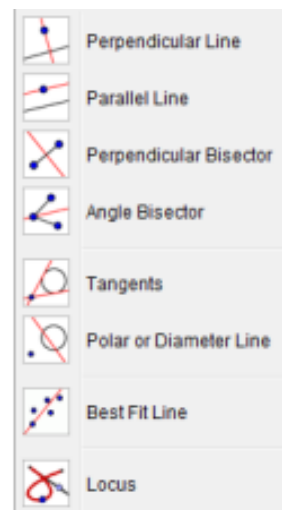 Perpendicular Line
Parallel Line
Perpendicular Bisector
Angle Bisector
Tangents
Polar or Diameter Line
Best Fit Line
Locus